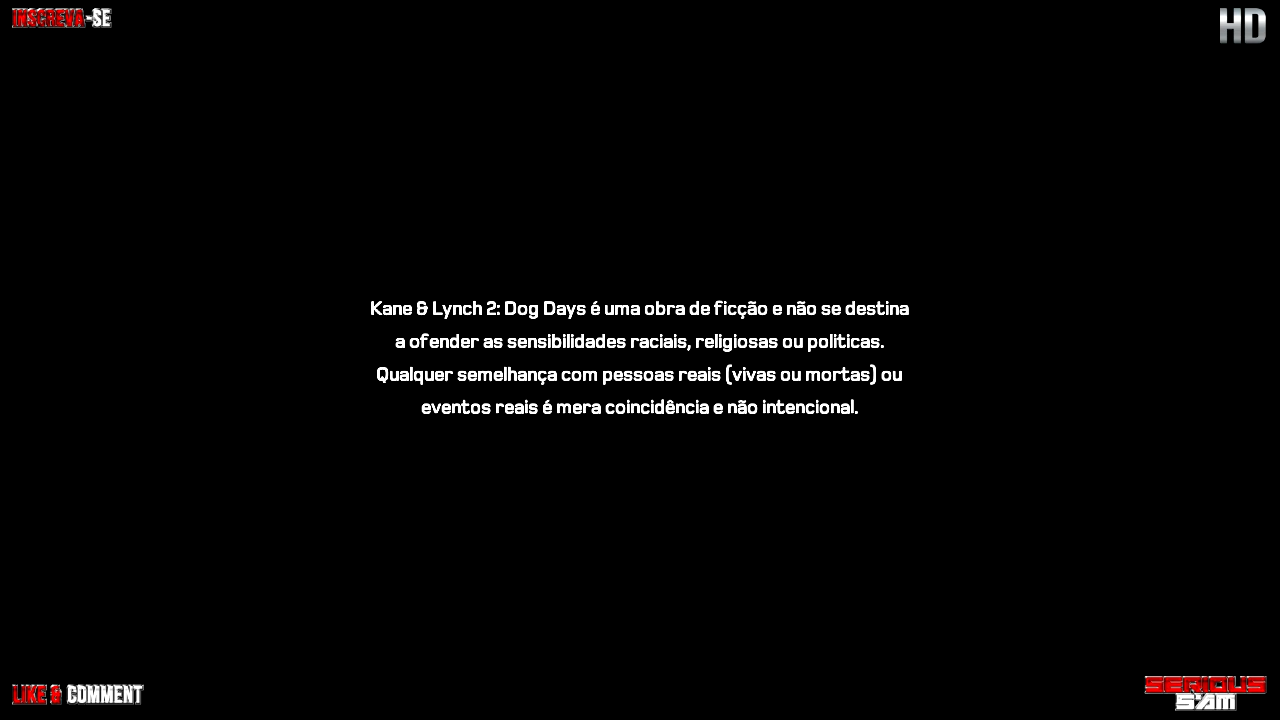 INSCREVA-SE
HD
Kane & Lynch 2: Dog Days é uma obra de ficção e não se destina
a ofender as sensibilidades raciais, religiosas ou politicas.
Qualquer semelhança com pessoas reais (vivas ou mortas) ou
eventos reais é mera coincidência e não intencional.
LIKE & COMMENT
SERIOUS
SAM